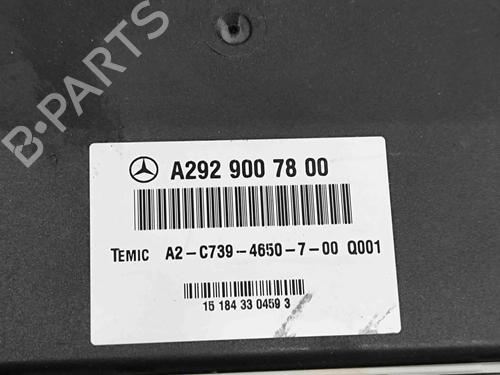 B-PARTS
A292 900 78 00
TEMIC A2-C739-4650-7-00 Q001
15 184 33 0459 3